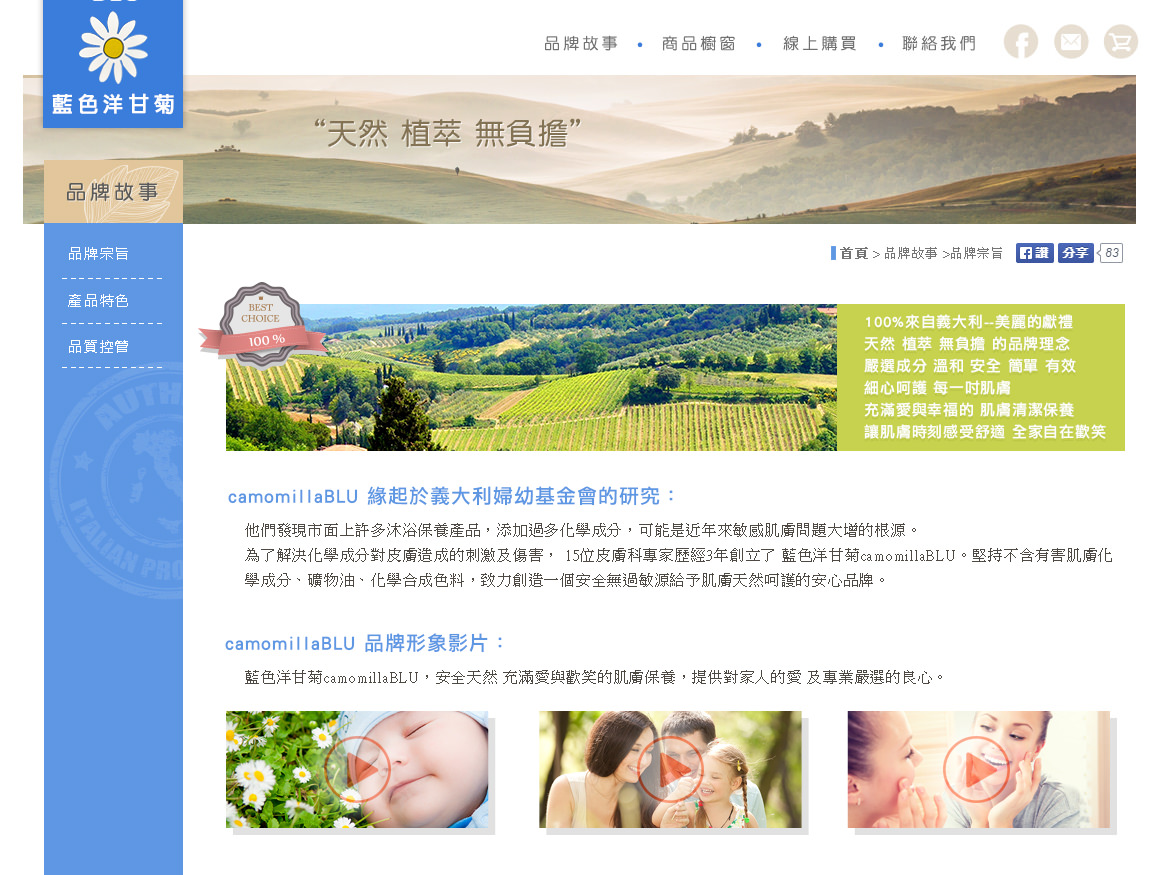 品牌故事 • 商品櫥窗 • 線上購買 • 聯絡我們
藍色洋甘菊
“天然 植萃 無負擔”
品牌故事
品牌宗旨
產品特色
品質控管
AUTH
ITALIAN PRO
首頁 > 品牌故事 >品牌宗旨
讚 分享 83
BEST
CHOICE
100 %
100%來自義大利--美麗的獻禮
天然 植萃 無負擔 的品牌理念
嚴選成分 溫和 安全 簡單 有效
細心呵護 每一吋肌膚
充滿愛與幸福的 肌膚清潔保養
讓肌膚時刻感受舒適 全家自在歡笑
camomillaBLU 緣起於義大利婦幼基金會的研究：
他們發現市面上許多沐浴保養產品，添加過多化學成分，可能是近年來敏感肌膚問題大增的根源。
為了解決化學成分對皮膚造成的刺激及傷害， 15位皮膚科專家歷經3年創立了 藍色洋甘菊camomillaBLU。堅持不含有害肌膚化
學成分、礦物油、化學合成色料，致力創造一個安全無過敏源給予肌膚天然呵護的安心品牌。
camomillaBLU 品牌形象影片：
藍色洋甘菊camomillaBLU，安全天然 充滿愛與歡笑的肌膚保養，提供對家人的愛 及專業嚴選的良心。